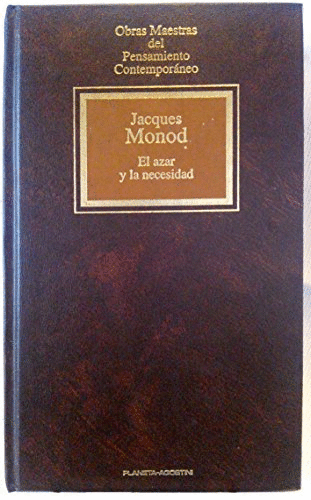 Obras Maestras
del
Pensamiento
Contemporáneo
Jacques
Monod
El azar
y la necesidad
PLANETA-AGOSTINI